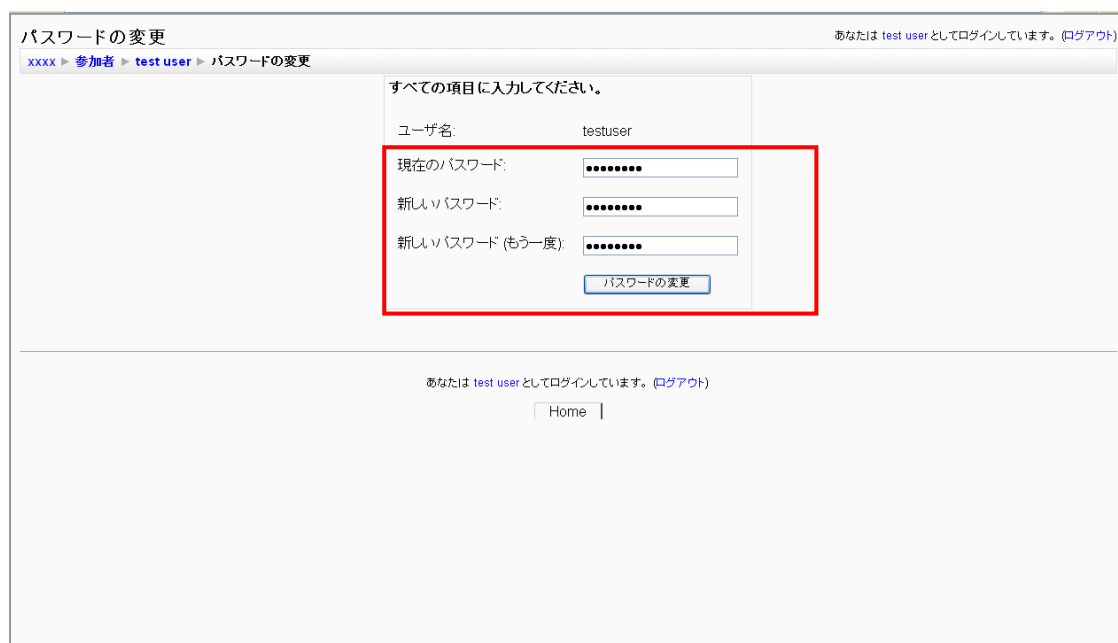 パスワードの変更
あなたは test user としてログインしています。(ログアウト)
xxxx ► 参加者 ► test user ► パスワードの変更
すべての項目に入力してください。
ユーザ名: testuser
現在のパスワード: ●●●●●●●●
新しいパスワード: ●●●●●●●●
新しいパスワード (もう一度): ●●●●●●●●
パスワードの変更
あなたは test user としてログインしています。(ログアウト)
Home